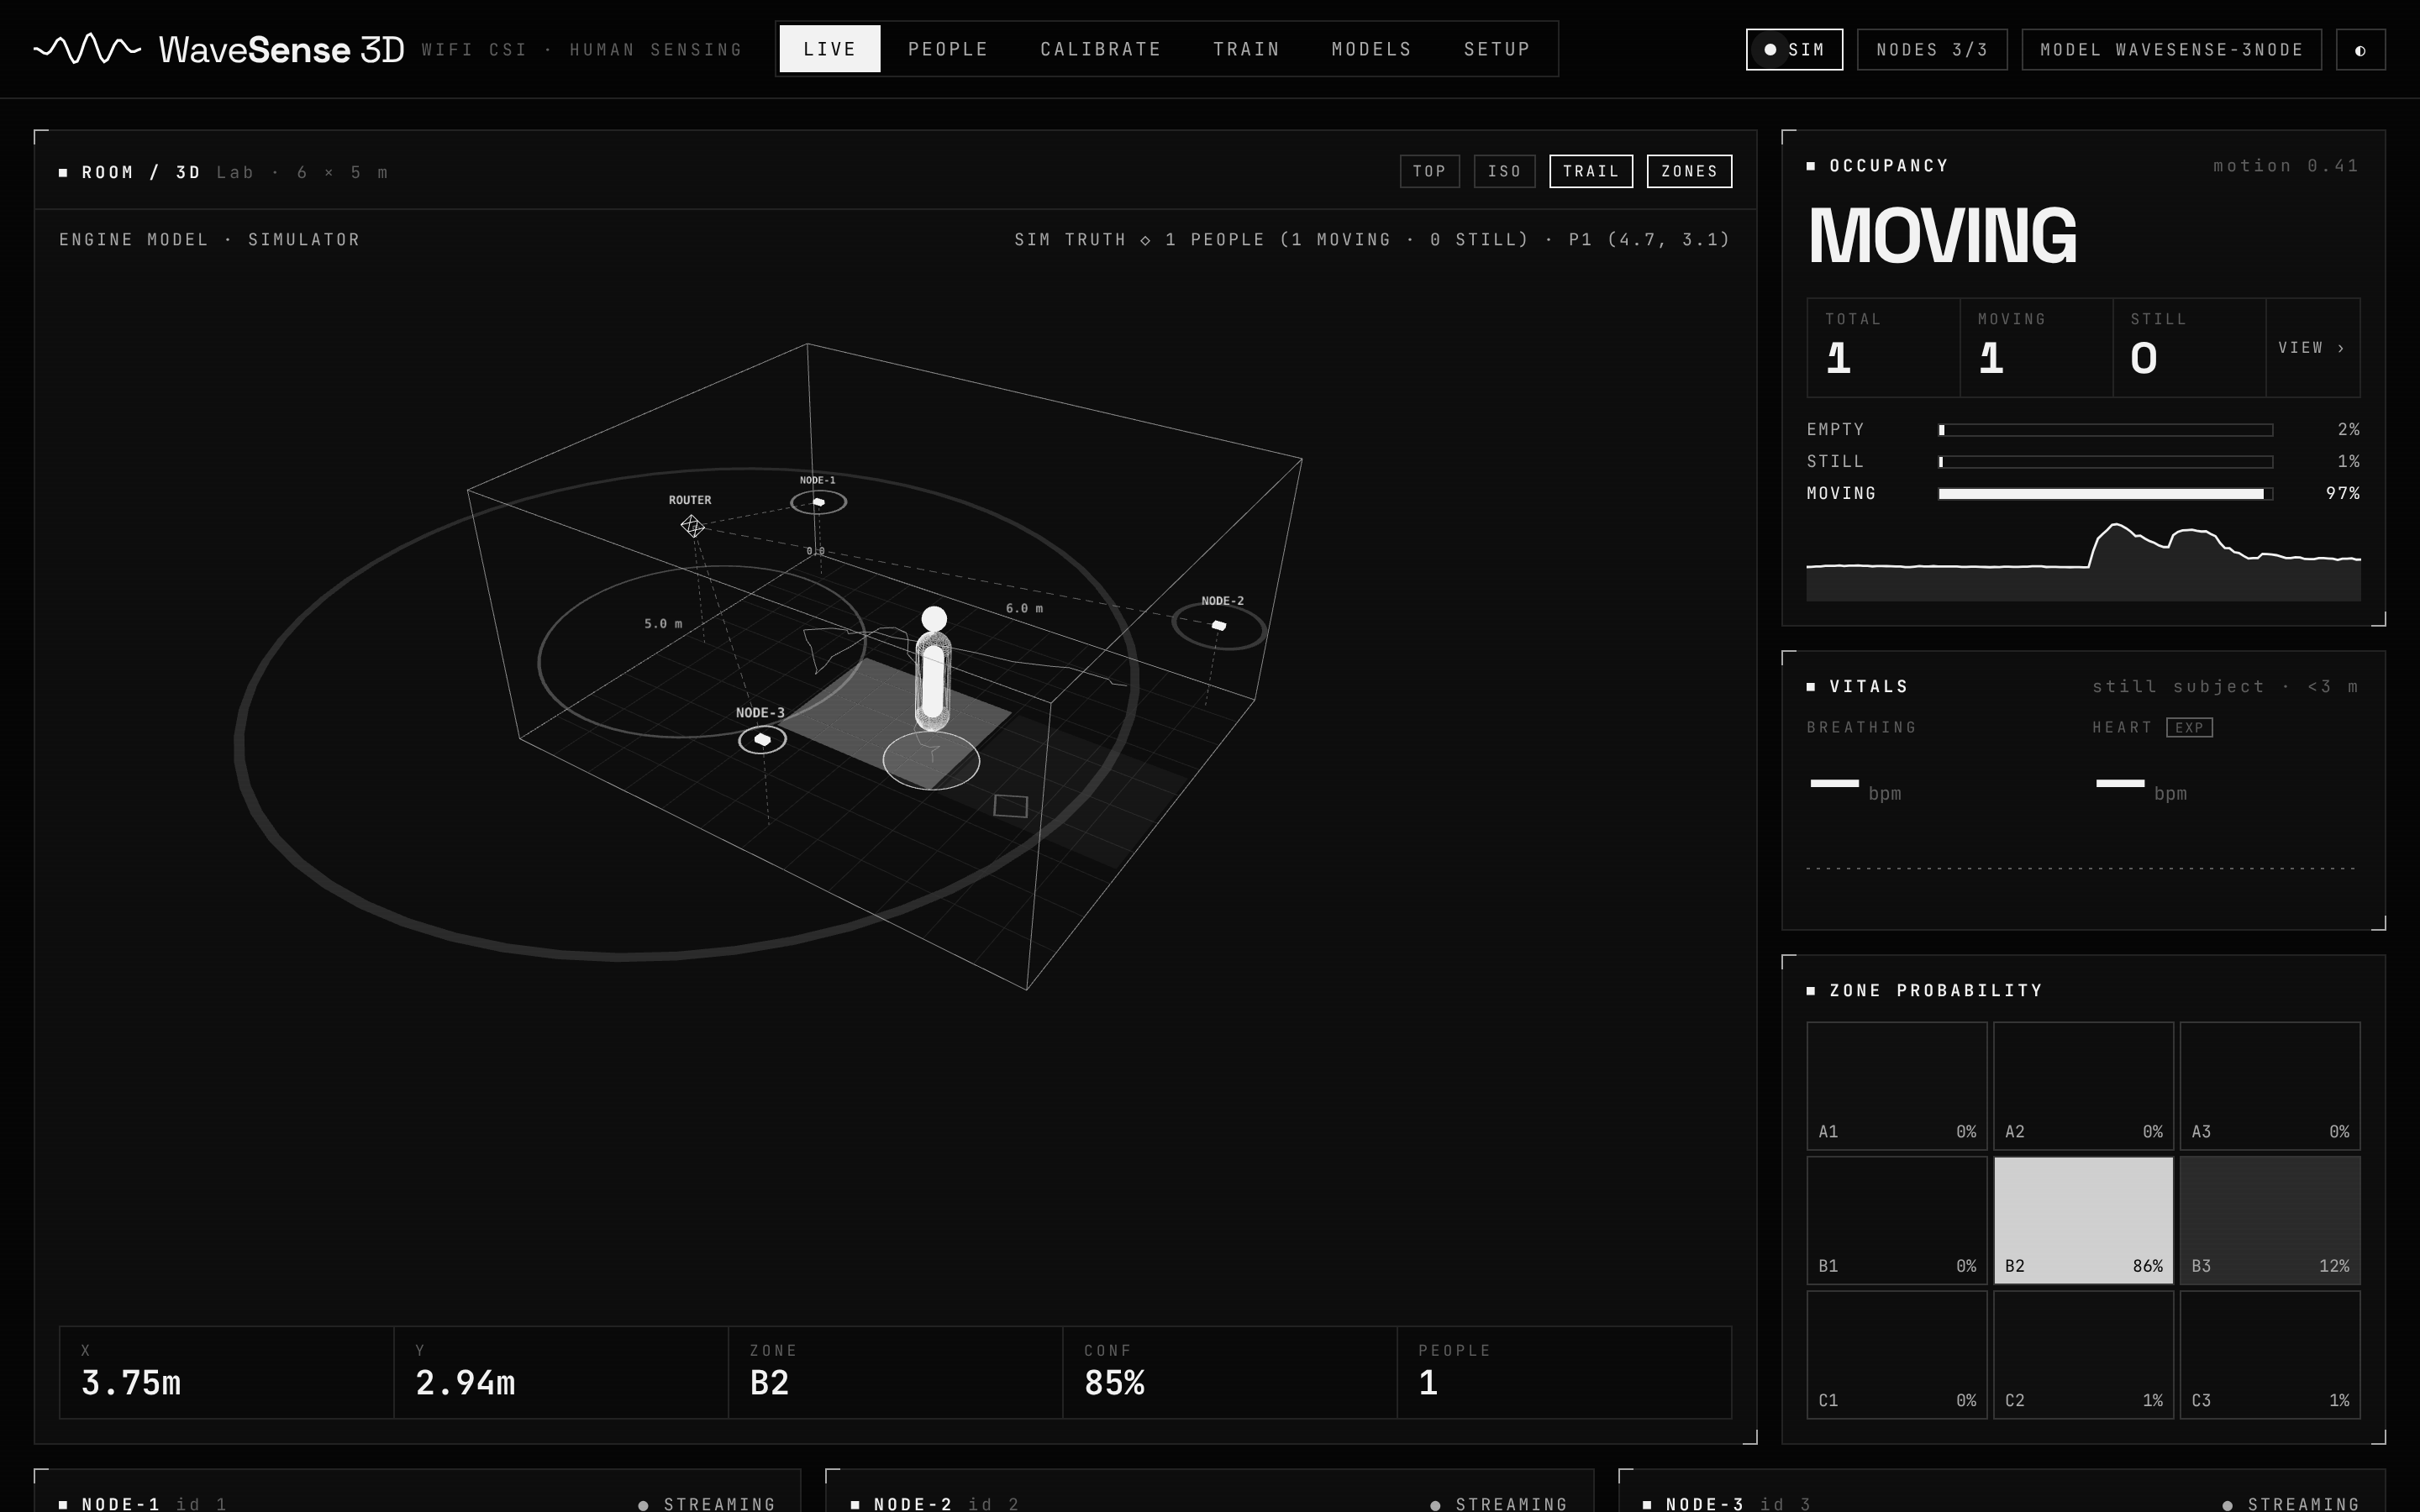 WaveSense 3D WIFI CSI · HUMAN SENSING
LIVE PEOPLE CALIBRATE TRAIN MODELS SETUP
SIM NODES 3/3 MODEL WAVESENSE-3NODE
ROOM / 3D Lab · 6 × 5 m
TOP ISO TRAIL ZONES
ENGINE MODEL · SIMULATOR
SIM TRUTH ◇ 1 PEOPLE (1 MOVING · 0 STILL) · P1 (4.7, 3.1)
NODE-1
ROUTER
0,0
NODE-2
6.0 m
5.0 m
NODE-3
X
3.75m
Y
2.94m
ZONE
B2
CONF
85%
PEOPLE
1
OCCUPANCY motion 0.41
MOVING
TOTAL
1
MOVING
1
STILL
0
VIEW ›
EMPTY 2%
STILL 1%
MOVING 97%
VITALS still subject · <3 m
BREATHING
— bpm
HEART EXP
— bpm
ZONE PROBABILITY
A1 0% A2 0% A3 0%
B1 0% B2 86% B3 12%
C1 0% C2 1% C3 1%
NODE-1 id 1 STREAMING
NODE-2 id 2 STREAMING
NODE-3 id 3 STREAMING